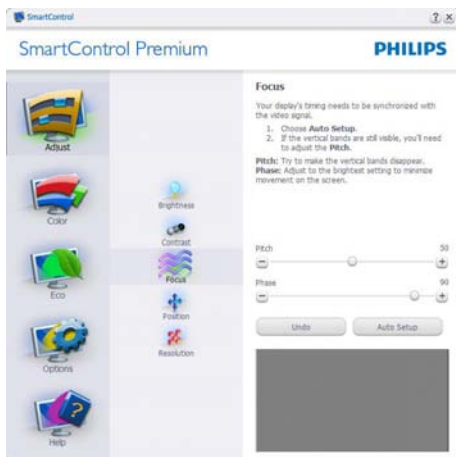 SmartControl
? x
SmartControl Premium
PHILIPS
Adjust
Color
Eco
Options
Help
Brightness
Contrast
Focus
Position
Resolution
Focus
Your display's timing needs to be synchronized with
the video signal.
1. Choose Auto Setup.
2. If the vertical bands are still visible, you'll need
to adjust the Pitch.
Pitch: Try to make the vertical bands disappear.
Phase: Adjust to the brightest setting to minimize
movement on the screen.
Pitch 50
Phase 90
Undo Auto Setup